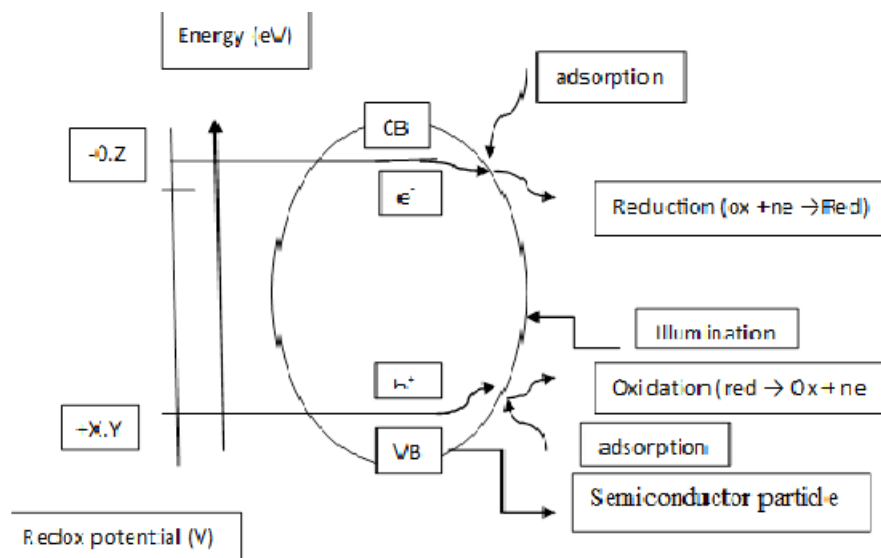 Energy (eV)
adsorption
CB
-0.Z
e⁻
Reduction (ox +ne →Red)
Illumination
h⁺
Oxidation (red → Ox + ne
+X.Y
VB
adsorption
Semiconductor particle
Redox potential (V)